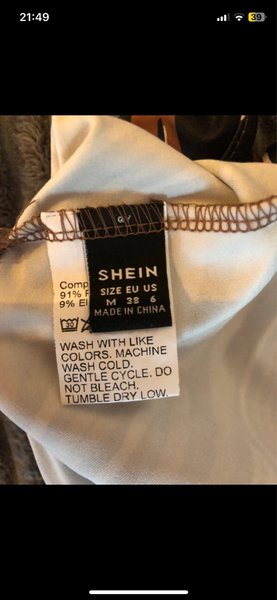 21:49
39
SHEIN
SIZE EU US
M 38 6
MADE IN CHINA
91%
9%
WASH WITH LIKE
COLORS. MACHINE
WASH COLD.
GENTLE CYCLE. DO
NOT BLEACH.
TUMBLE DRY LOW.